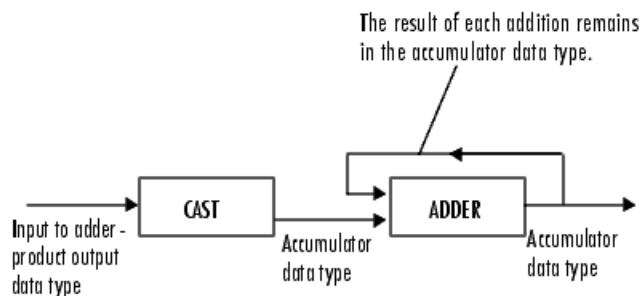 The result of each addition remains
in the accumulator data type.
CAST
ADDER
Input to adder -
product output
data type
Accumulator
data type
Accumulator
data type